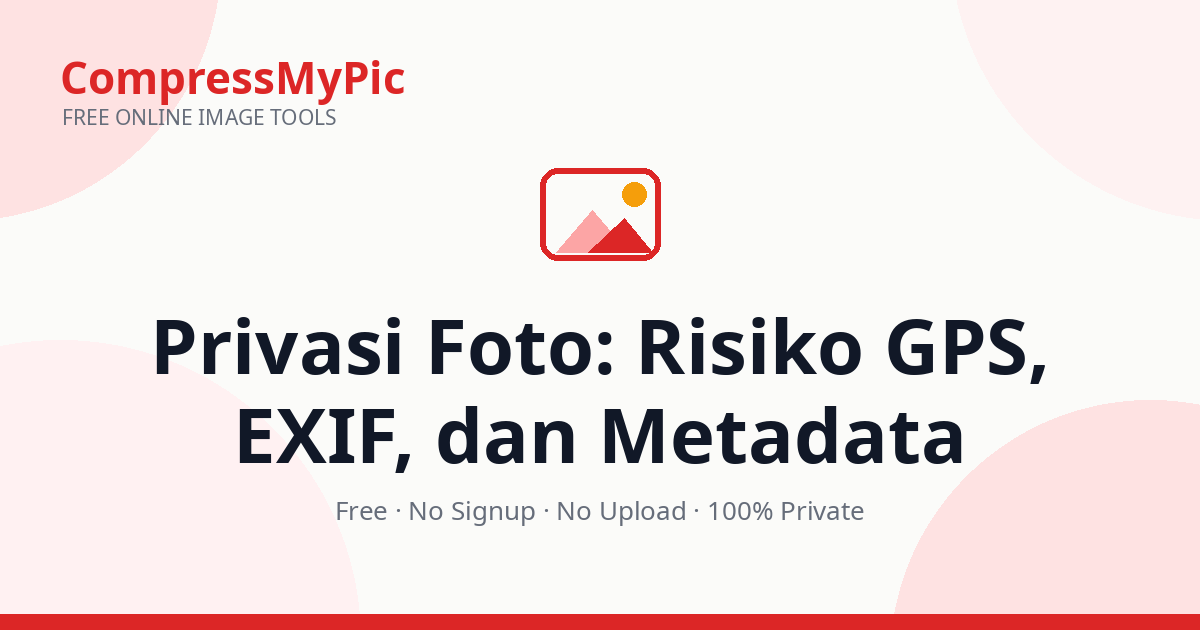 CompressMyPic
FREE ONLINE IMAGE TOOLS
Privasi Foto: Risiko GPS,
EXIF, dan Metadata
Free · No Signup · No Upload · 100% Private